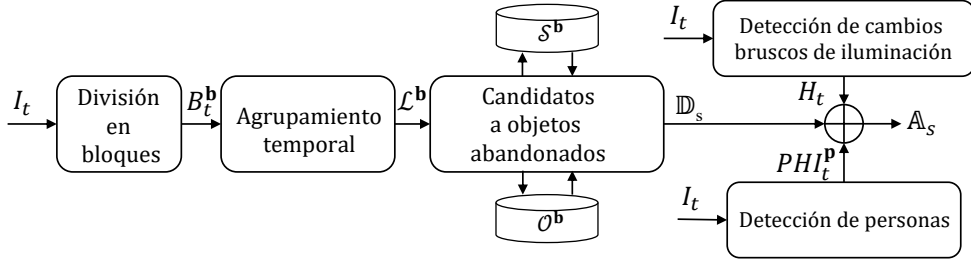 I_t
División
en
bloques
B_t^b
Agrupamiento
temporal
ℒ^b
𝒮^b
Candidatos
a objetos
abandonados
𝒪^b
𝔻_s
I_t
Detección de cambios
bruscos de iluminación
H_t
𝔸_s
PHI_t^p
I_t
Detección de personas